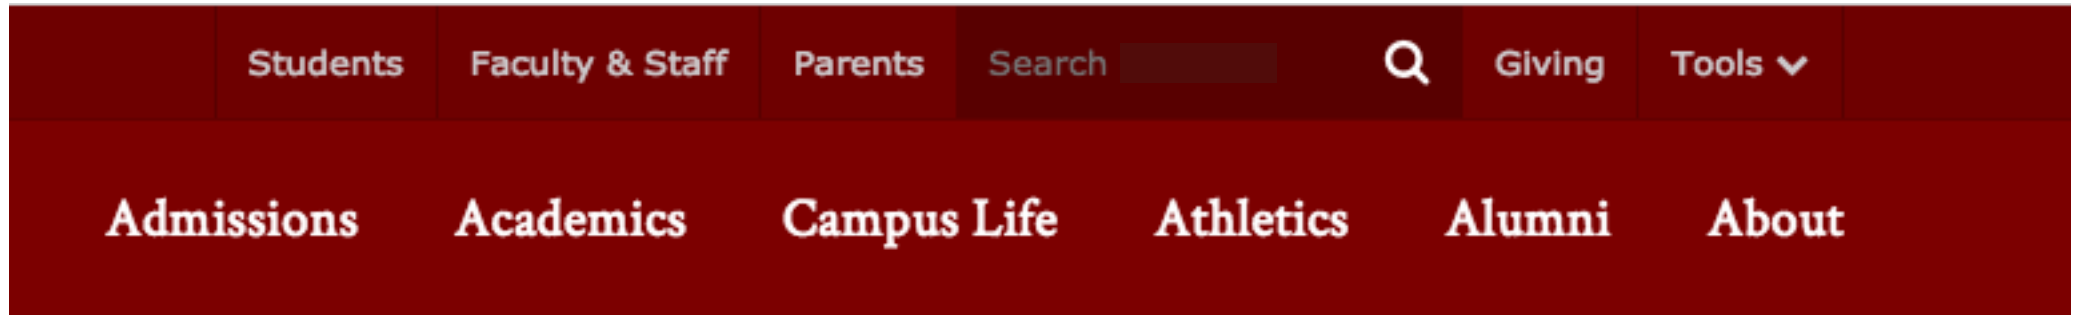 Students Faculty & Staff Parents Search Giving Tools
Admissions Academics Campus Life Athletics Alumni About